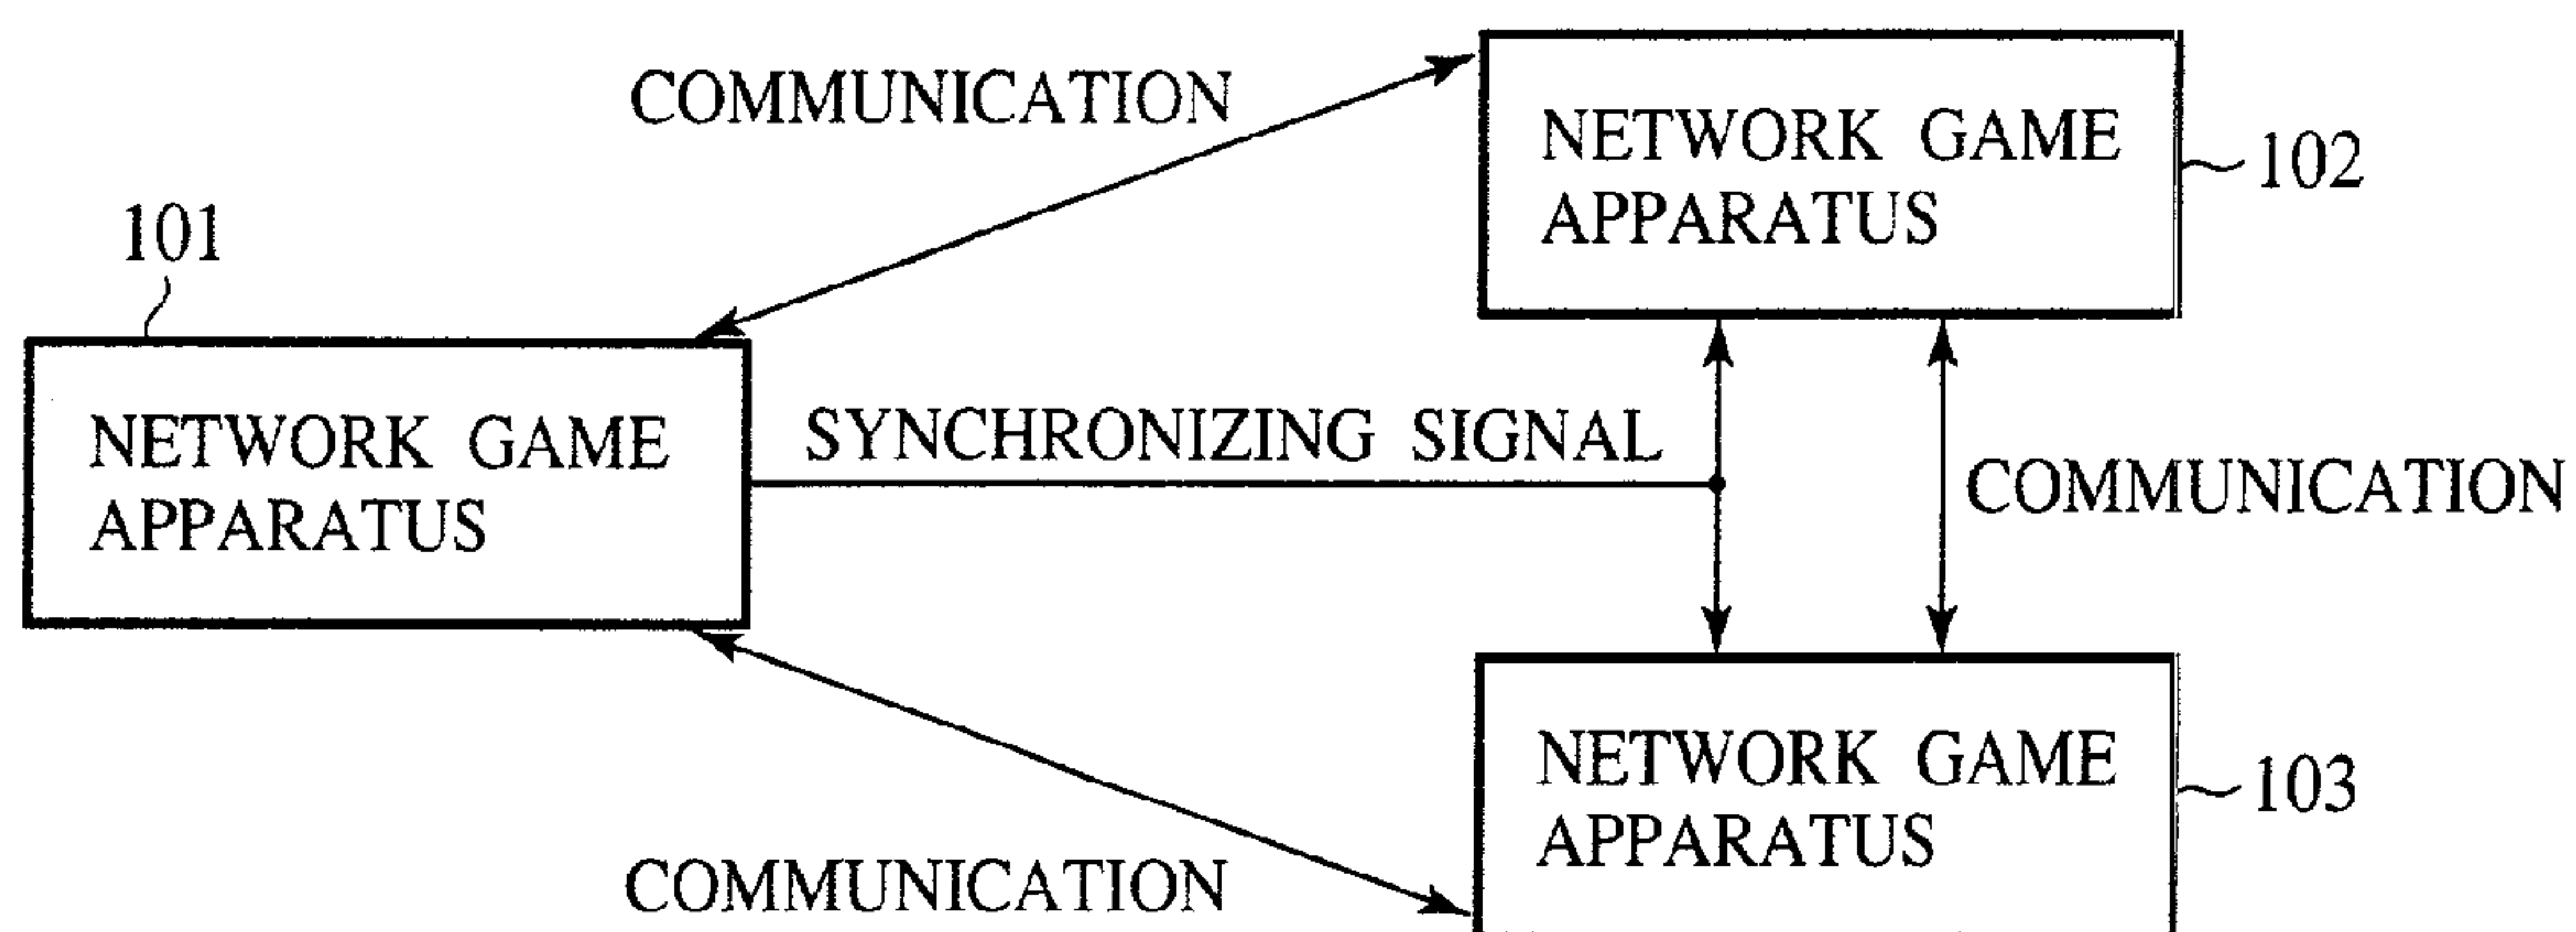 COMMUNICATION
NETWORK GAME
APPARATUS
102
101
NETWORK GAME
APPARATUS
SYNCHRONIZING SIGNAL
COMMUNICATION
NETWORK GAME
APPARATUS
103
COMMUNICATION